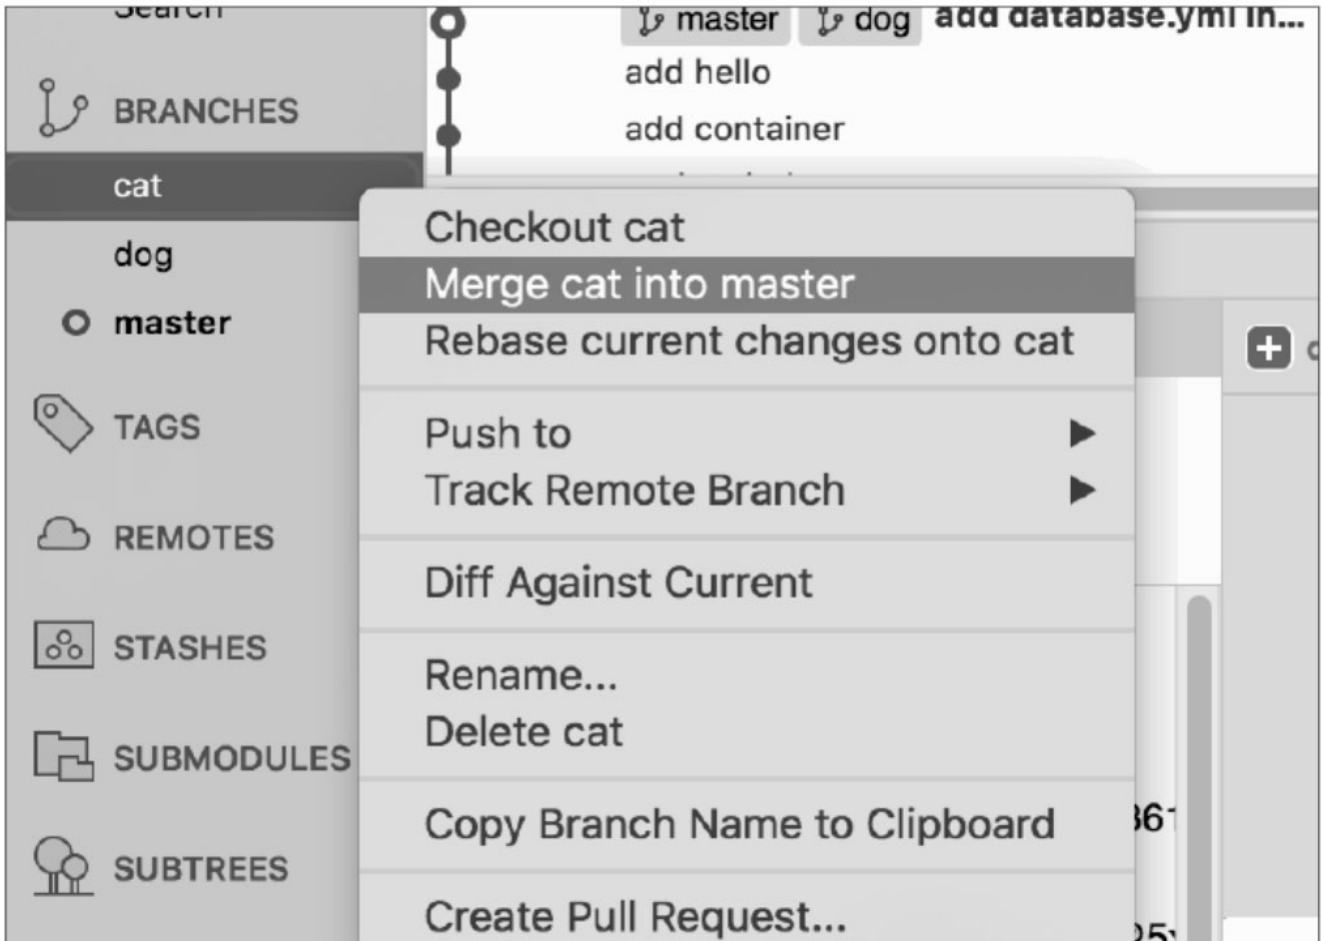 Search
master dog add database.yml in...
add hello
BRANCHES
add container
cat
dog
master
TAGS
REMOTES
STASHES
SUBMODULES
SUBTREES
Checkout cat
Merge cat into master
Rebase current changes onto cat
Push to
Track Remote Branch
Diff Against Current
Rename...
Delete cat
Copy Branch Name to Clipboard
Create Pull Request...